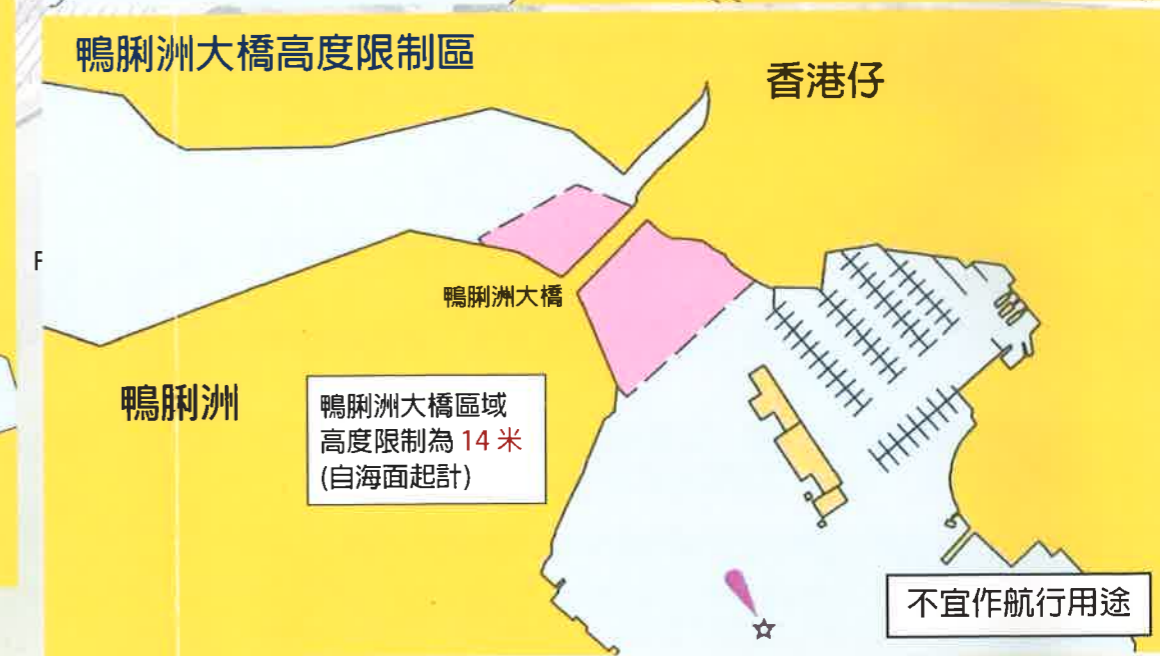 鴨脷洲大橋高度限制區
香港仔
F
鴨脷洲大橋
鴨脷洲
鴨脷洲大橋區域
高度限制為 14 米
(自海面起計)
不宜作航行用途